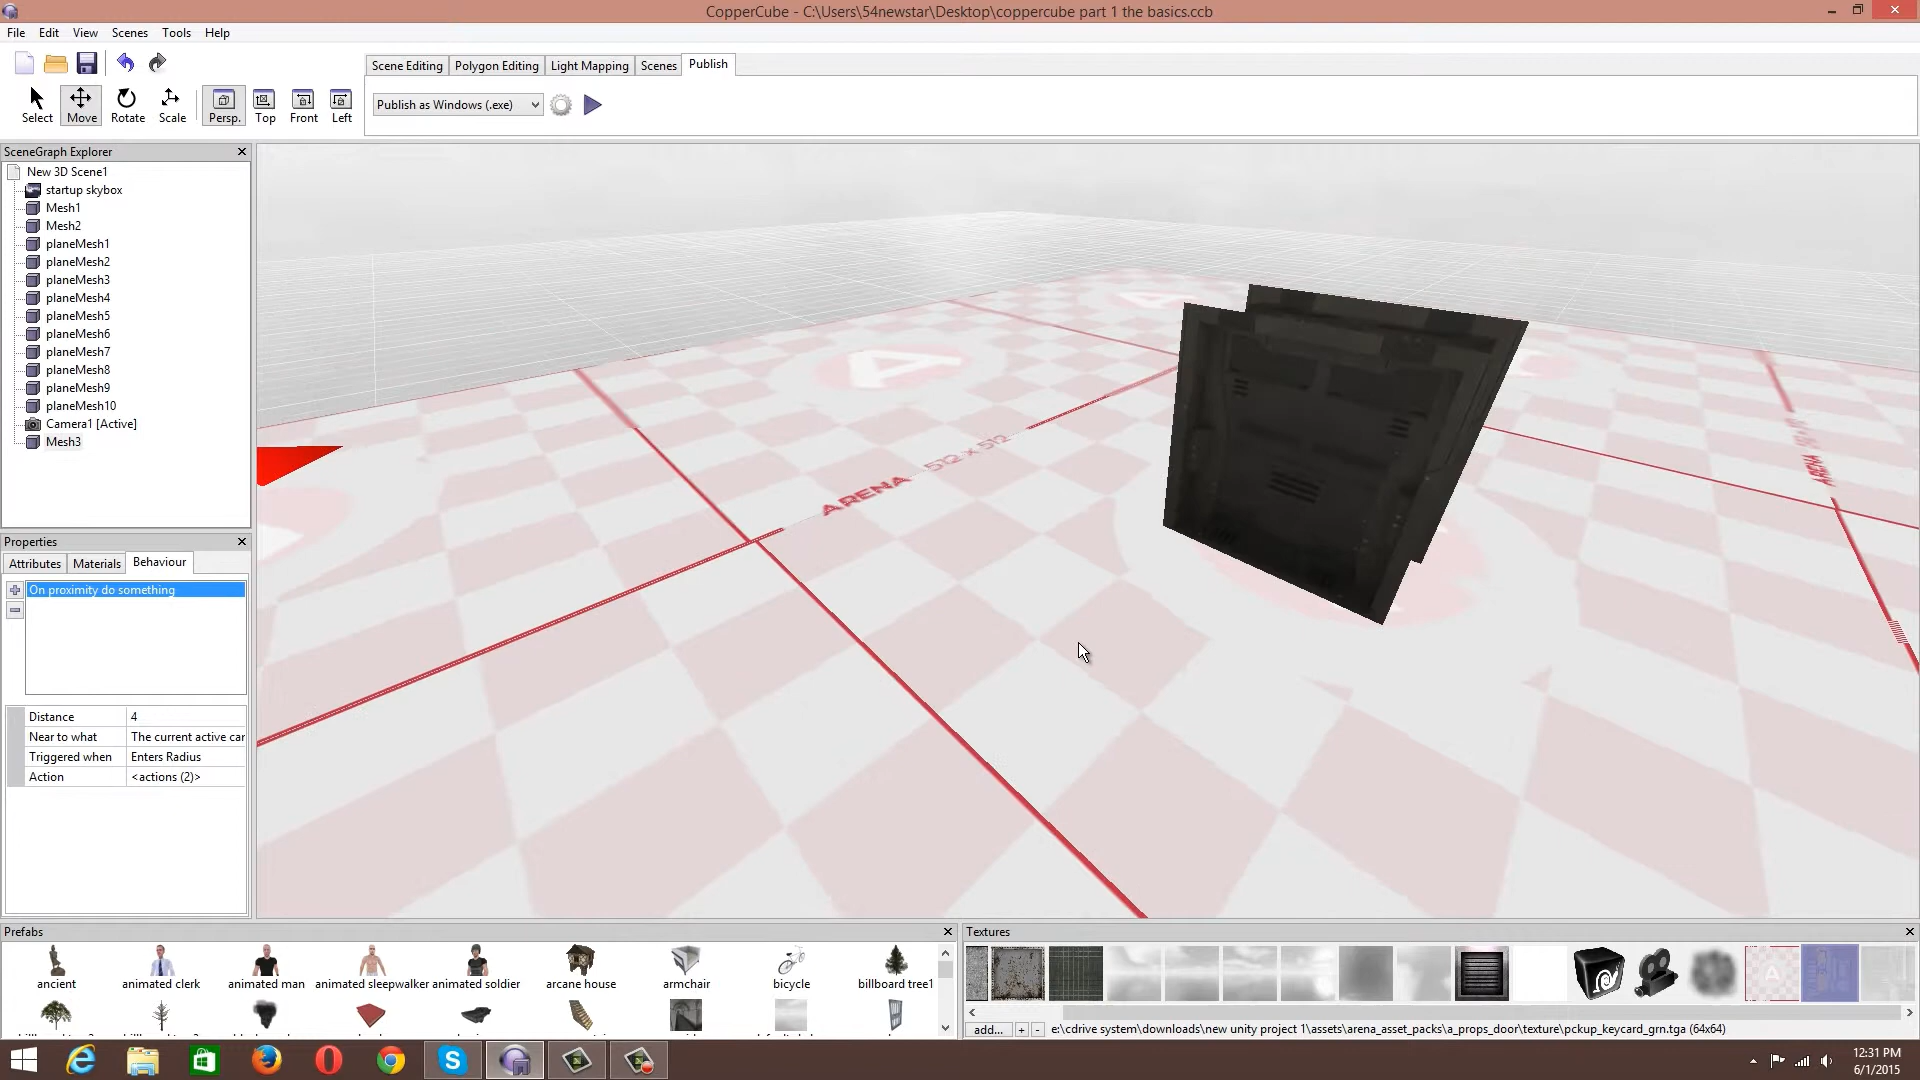 CopperCube - C:\Users\54newstar\Desktop\coppercube part 1 the basics.ccb
File Edit View Scenes Tools Help
Scene Editing Polygon Editing Light Mapping Scenes Publish
Publish as Windows (.exe)
Select Move Rotate Scale Persp. Top Front Left
SceneGraph Explorer
New 3D Scene1
startup skybox
Mesh1
Mesh2
planeMesh1
planeMesh2
planeMesh3
planeMesh4
planeMesh5
planeMesh6
planeMesh7
planeMesh8
planeMesh9
planeMesh10
Camera1 [Active]
Mesh3
ARENA 512 x 512
ARENA
A
Properties
Attributes Materials Behaviour
On proximity do something
Distance 4
Near to what The current active car
Triggered when Enters Radius
Action <actions (2)>
Prefabs
ancient animated clerk animated man animated sleepwalker animated soldier arcane house armchair bicycle billboard tree1
Textures
A
add... + - e:\cdrive system\downloads\new unity project 1\assets\arena_asset_packs\a_props_door\texture\pckup_keycard_grn.tga (64x64)
12:31 PM
6/1/2015